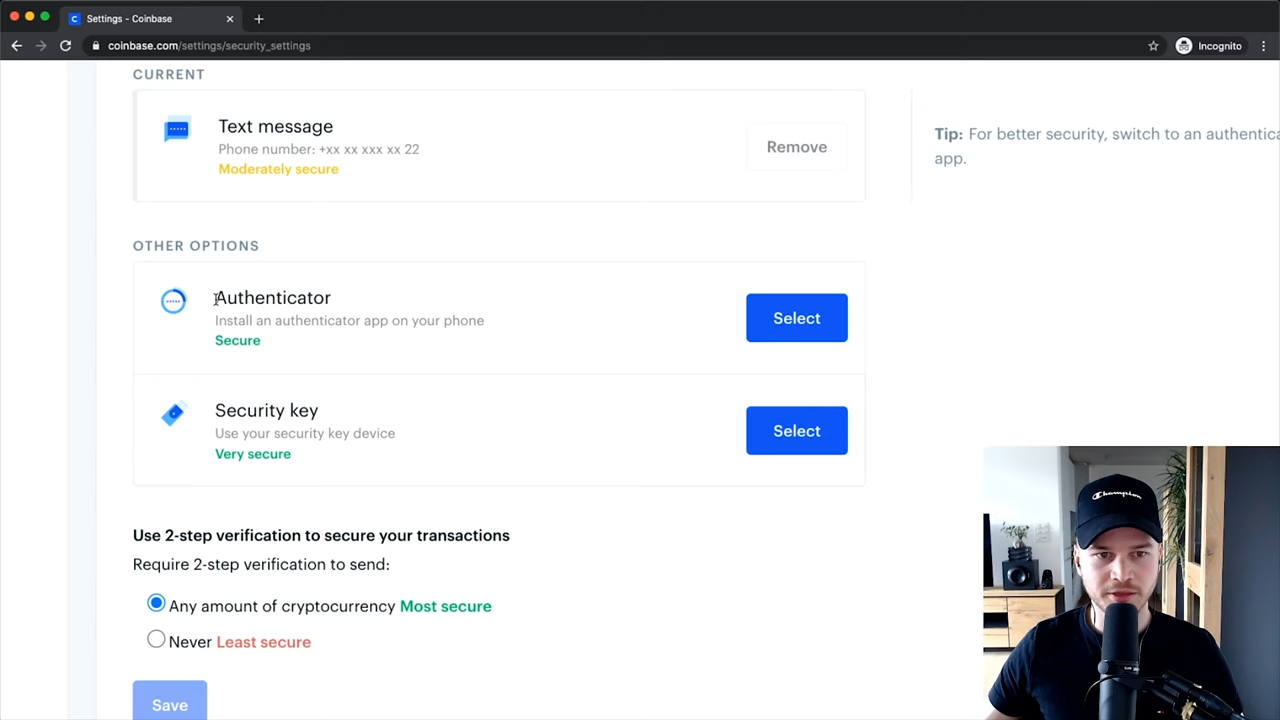 Settings - Coinbase
coinbase.com/settings/security_settings
Incognito
CURRENT
Text message
Phone number: +xx xx xxx xx 22
Moderately secure
Remove
Tip: For better security, switch to an authentica
app.
OTHER OPTIONS
Authenticator
Install an authenticator app on your phone
Secure
Select
Security key
Use your security key device
Very secure
Select
Use 2-step verification to secure your transactions
Require 2-step verification to send:
Any amount of cryptocurrency Most secure
Never Least secure
Save
Champion